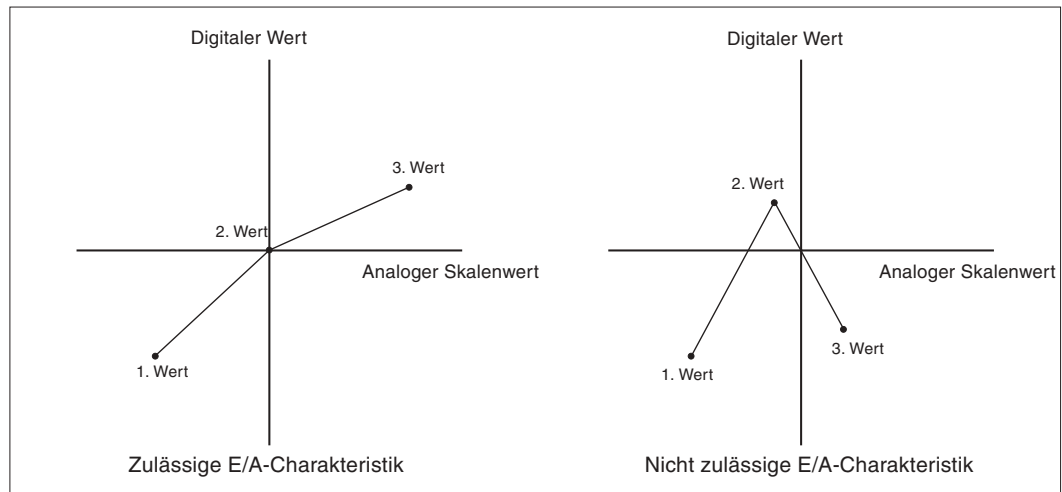 Digitaler Wert
3. Wert
2. Wert
Analoger Skalenwert
1. Wert
Zulässige E/A-Charakteristik
Digitaler Wert
2. Wert
Analoger Skalenwert
3. Wert
1. Wert
Nicht zulässige E/A-Charakteristik